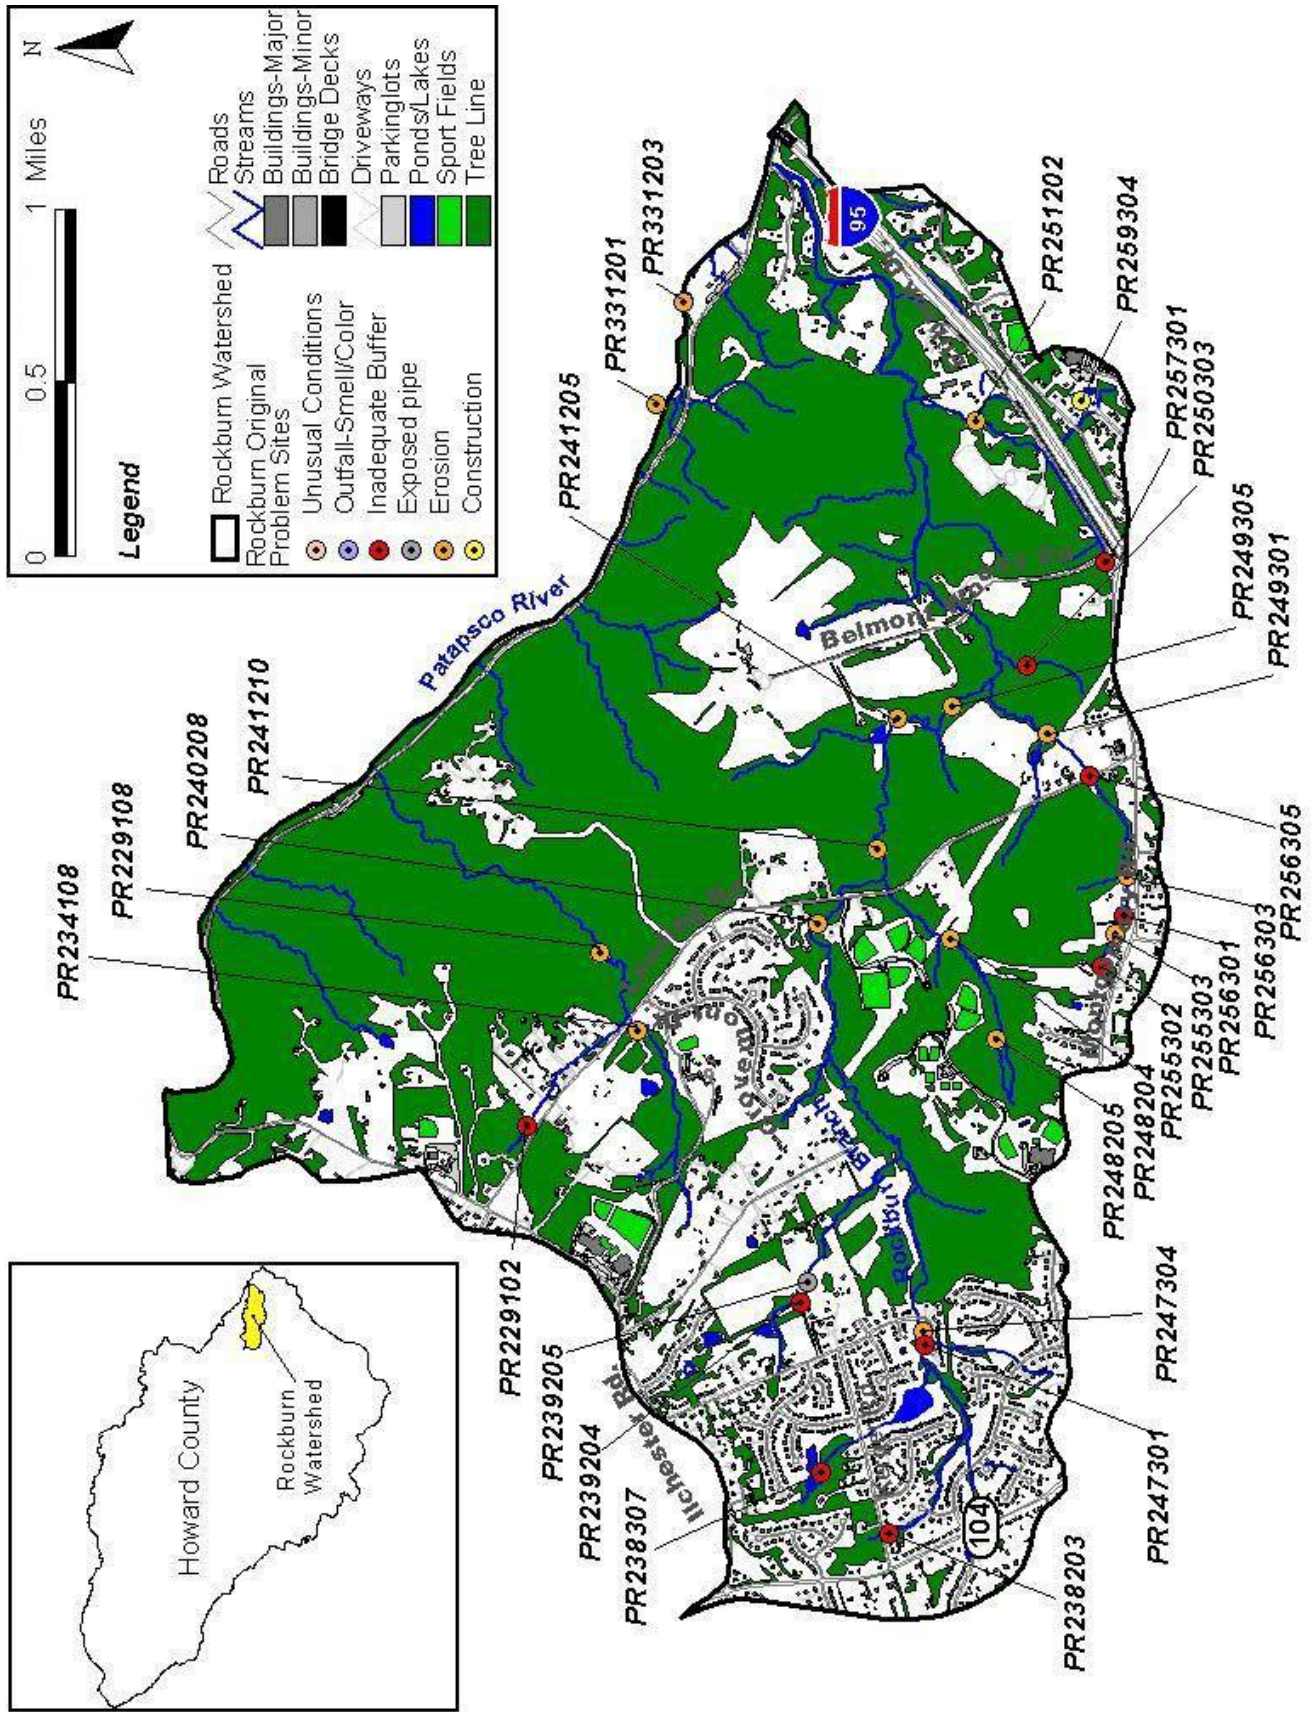 Howard County
Rockburn
Watershed
0 0.5 1 Miles N
Legend
Rockburn Watershed
Rockburn Original
Problem Sites
Unusual Conditions
Outfall-Smell/Color
Inadequate Buffer
Exposed pipe
Erosion
Construction
Roads
Streams
Buildings-Major
Buildings-Minor
Bridge Decks
Driveways
Parkinglots
Ponds/Lakes
Sport Fields
Tree Line
PR234108
PR229108
PR240208
PR241210
PR241205
PR331201
PR331203
Patapsco River
PR229102
PR239205
PR239204
Ilchester Rd.
PR238307
Rockburn Branch
95
104
PR238203
PR247301
PR247304
PR248205
PR248204
PR255302
PR255303
PR256301
PR256303
PR256305
PR249301
PR249305
PR250303
PR257301
PR259304
PR251202